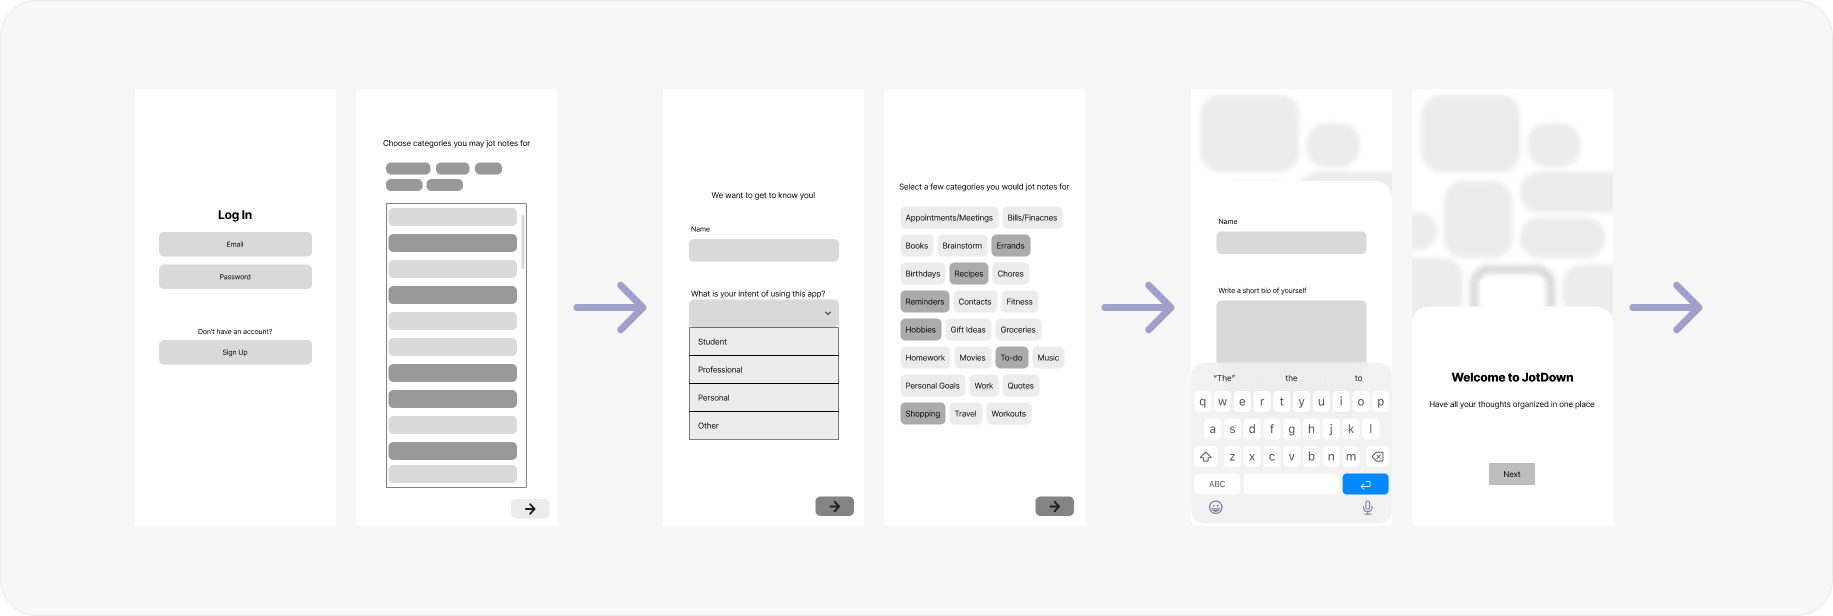 Log In
Email
Password
Don't have an account?
Sign Up
Choose categories you may jot notes for
We want to get to know you!
Name
What is your intent of using this app?
Student
Professional
Personal
Other
Select a few categories you would jot notes for
Appointments/Meetings Bills/Finacnes
Books Brainstorm Errands
Birthdays Recipes Chores
Reminders Contacts Fitness
Hobbies Gift Ideas Groceries
Homework Movies To-do Music
Personal Goals Work Quotes
Shopping Travel Workouts
Name
Write a short bio of yourself
"The" the to
q w e r t y u i o p
a s d f g h j k l
z x c v b n m
ABC
Welcome to JotDown
Have all your thoughts organized in one place
Next